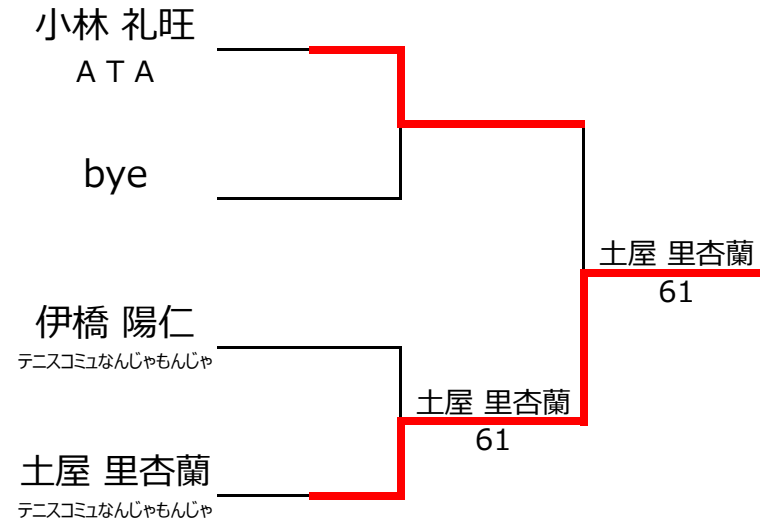 小林 礼旺
ＡＴＡ
bye
土屋 里杏蘭
61
伊橋 陽仁
テニスコミュなんじゃもんじゃ
土屋 里杏蘭
61
土屋 里杏蘭
テニスコミュなんじゃもんじゃ